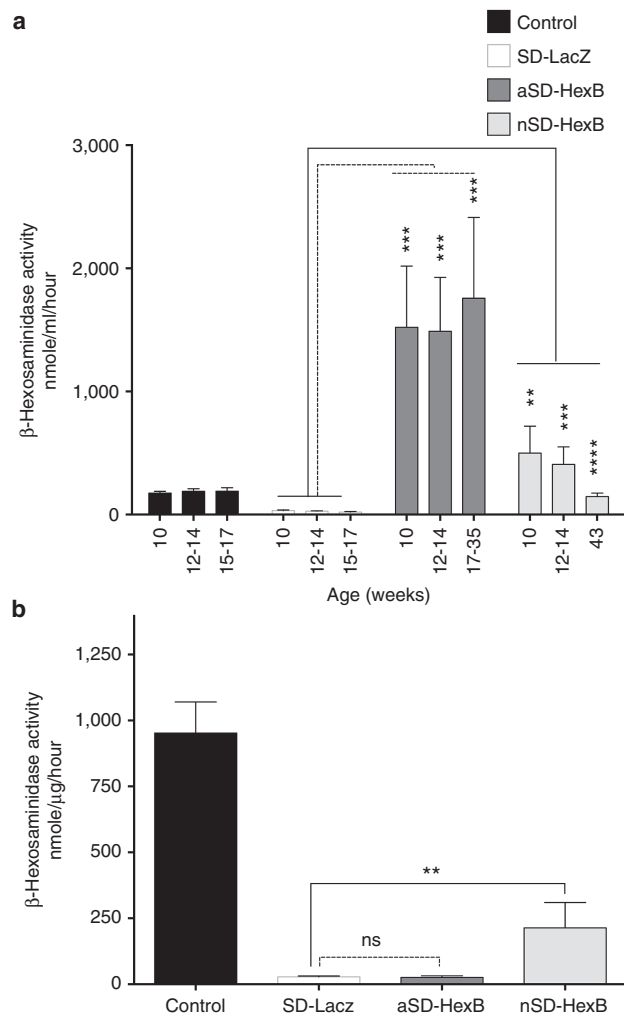 a
Control
SD-LacZ
aSD-HexB
nSD-HexB
β-Hexosaminidase activity
nmole/ml/hour
3,000
2,000
1,000
0
***
***
***
**
***
****
10
12-14
15-17
10
12-14
15-17
10
12-14
17-35
10
12-14
43
Age (weeks)
b
β-Hexosaminidase activity
nmole/μg/hour
1,250
1,000
750
500
250
0
**
ns
Control
SD-Lacz
aSD-HexB
nSD-HexB